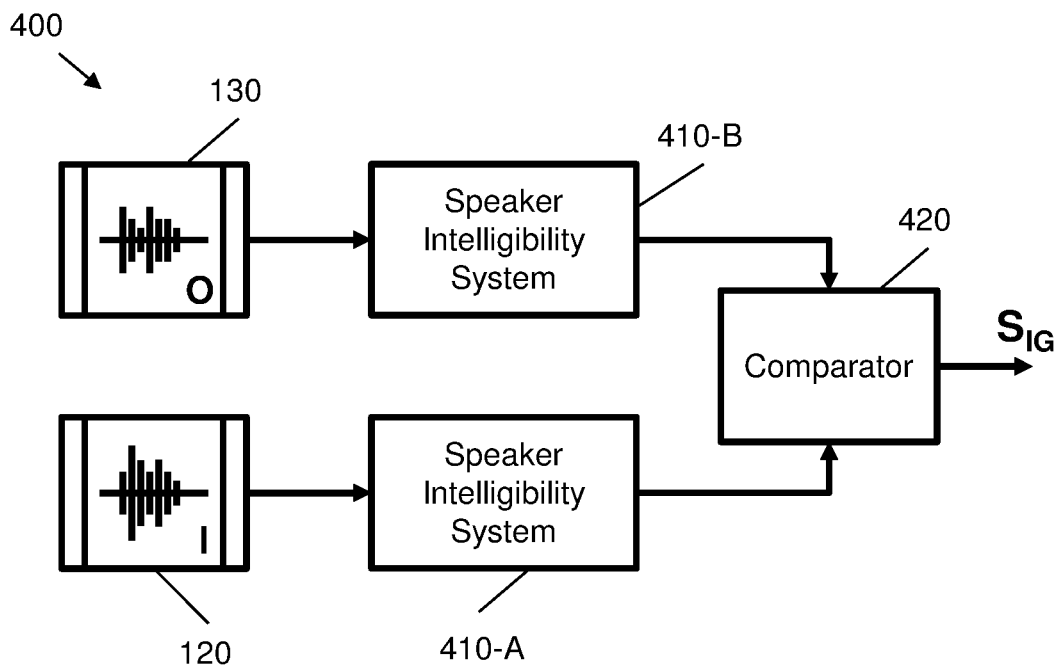 400
130
410-B
Speaker
Intelligibility
System
O
420
S_IG
Comparator
Speaker
Intelligibility
System
I
120
410-A